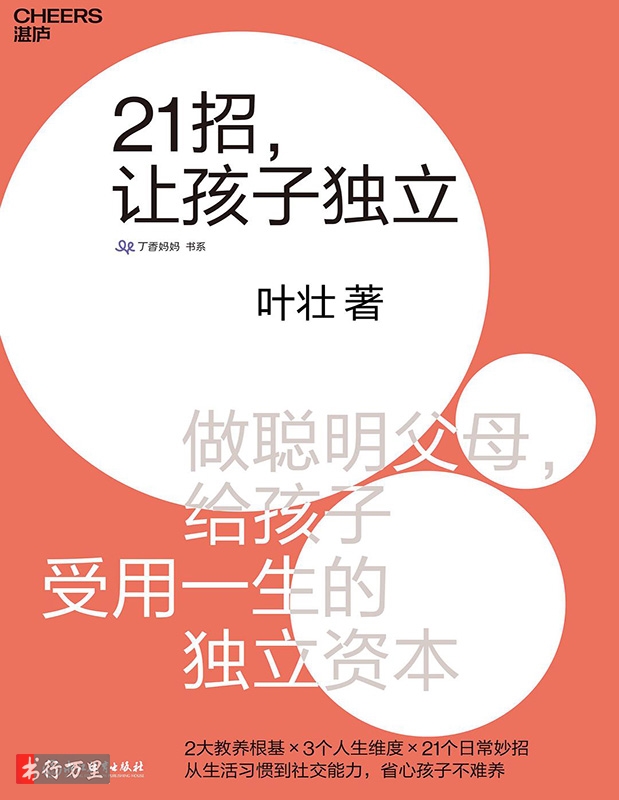 CHEERS
湛庐
21招,
让孩子独立
丁香妈妈 书系
叶壮 著
做聪明父母,
给孩子
受用一生的
独立资本
2大教养根基×3个人生维度×21个日常妙招
从生活习惯到社交能力,省心孩子不难养
书行万里
出版社